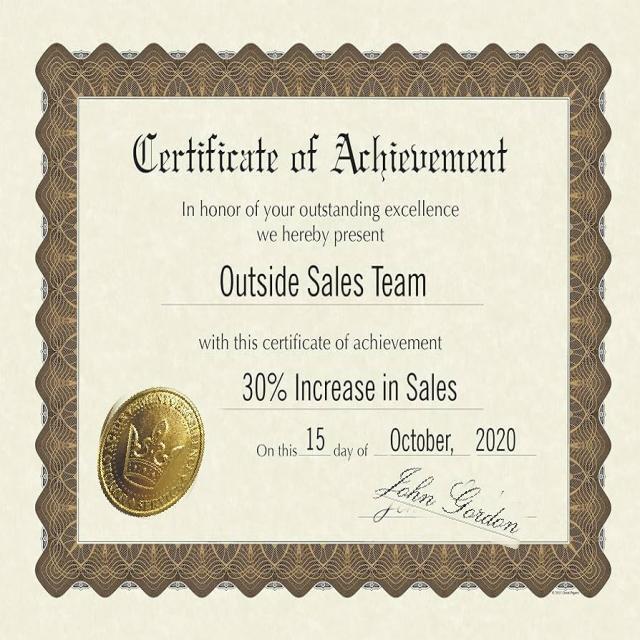 Certificate of Achievement
In honor of your outstanding excellence
we hereby present
Outside Sales Team
with this certificate of achievement
30% Increase in Sales
On this 15 day of October, 2020
John Gordon